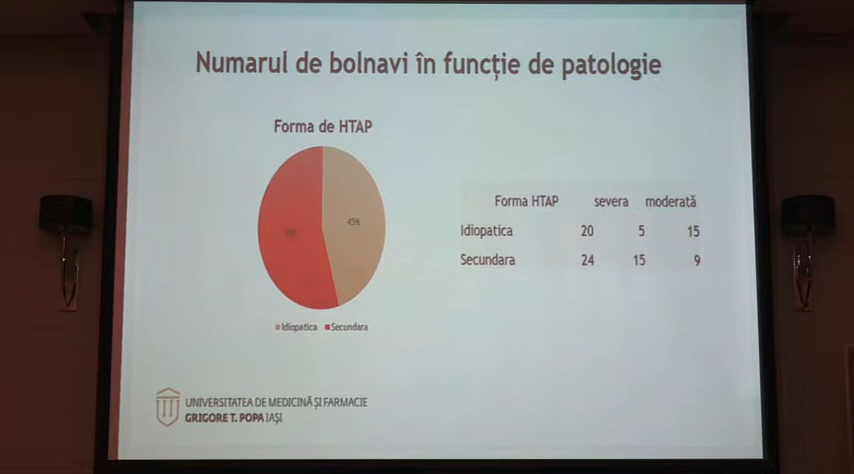 Numarul de bolnavi în funcție de patologie
Forma de HTAP
45%
Idiopatica Secundara
Forma HTAP severa moderată
Idiopatica 20 5 15
Secundara 24 15 9
UNIVERSITATEA DE MEDICINĂ ȘI FARMACIE
GRIGORE T. POPA IAȘI